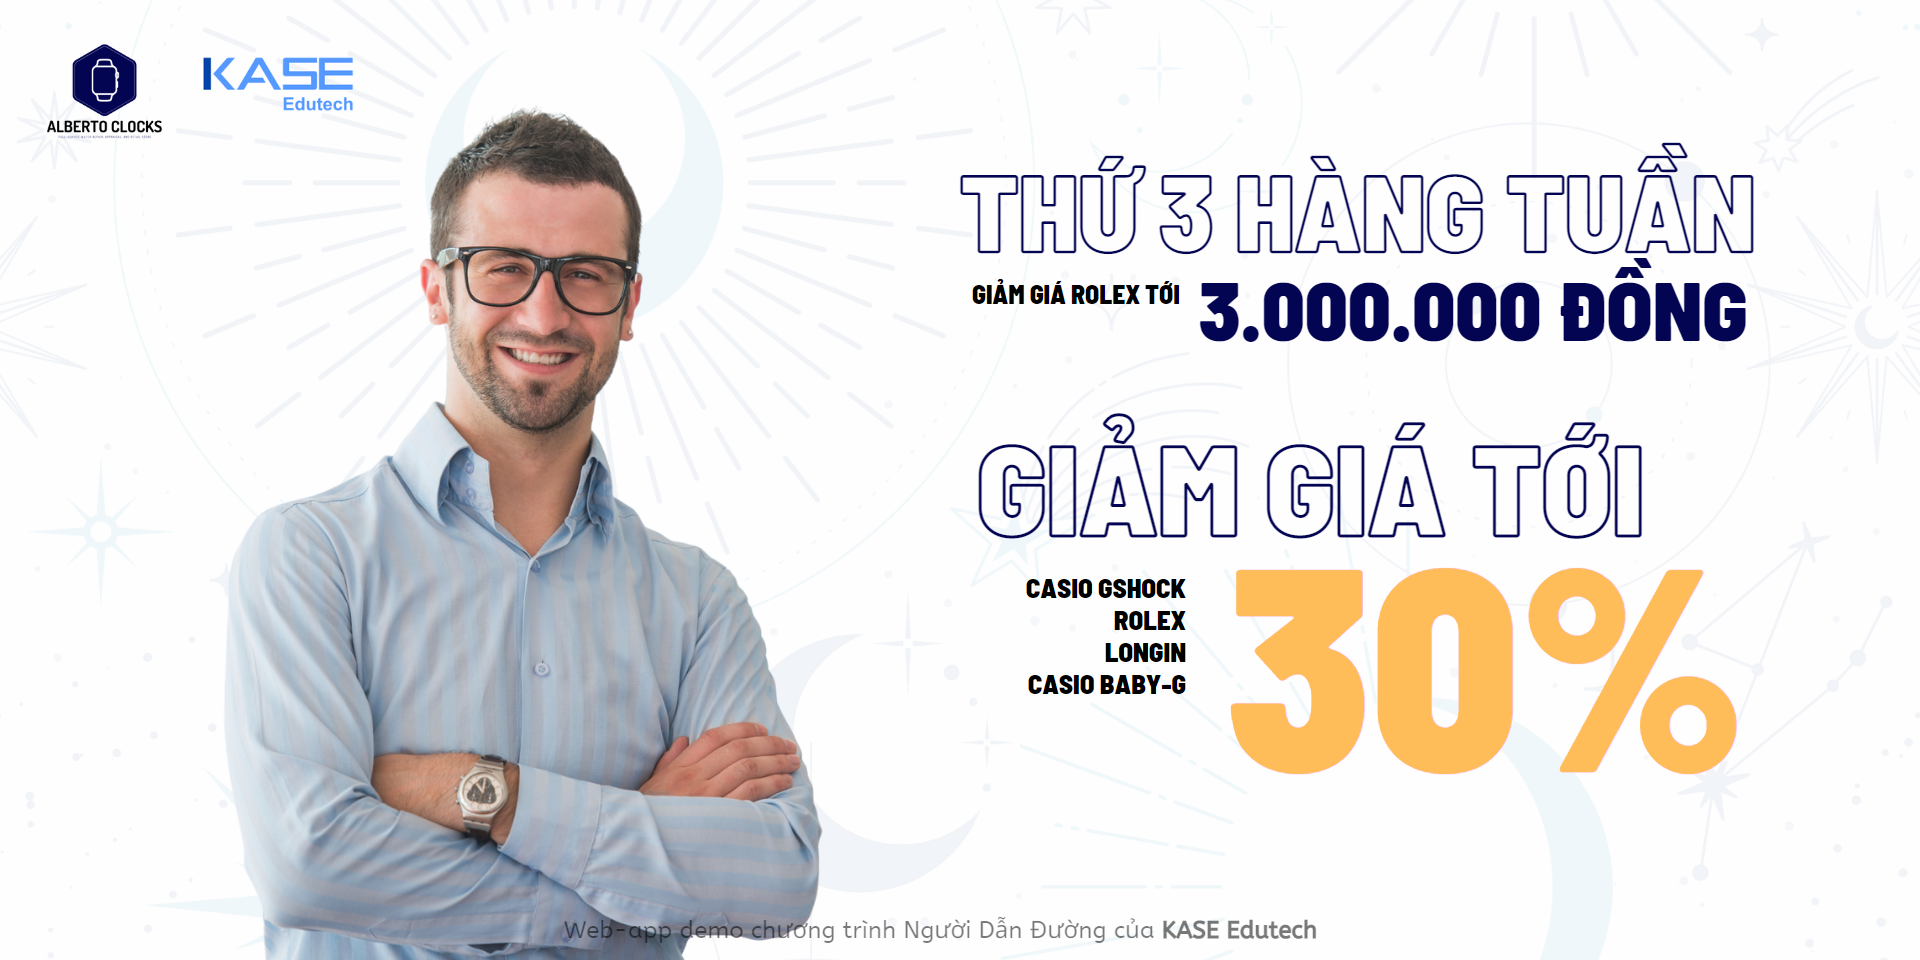 ALBERTO CLOCKS
KASE
Edutech
THỨ 3 HÀNG TUẦN
GIẢM GIÁ ROLEX TỚI 3.000.000 ĐỒNG
GIẢM GIÁ TỚI
CASIO GSHOCK
ROLEX
LONGIN
CASIO BABY-G
30%
Web-app demo chương trình Người Dẫn Đường của KASE Edutech